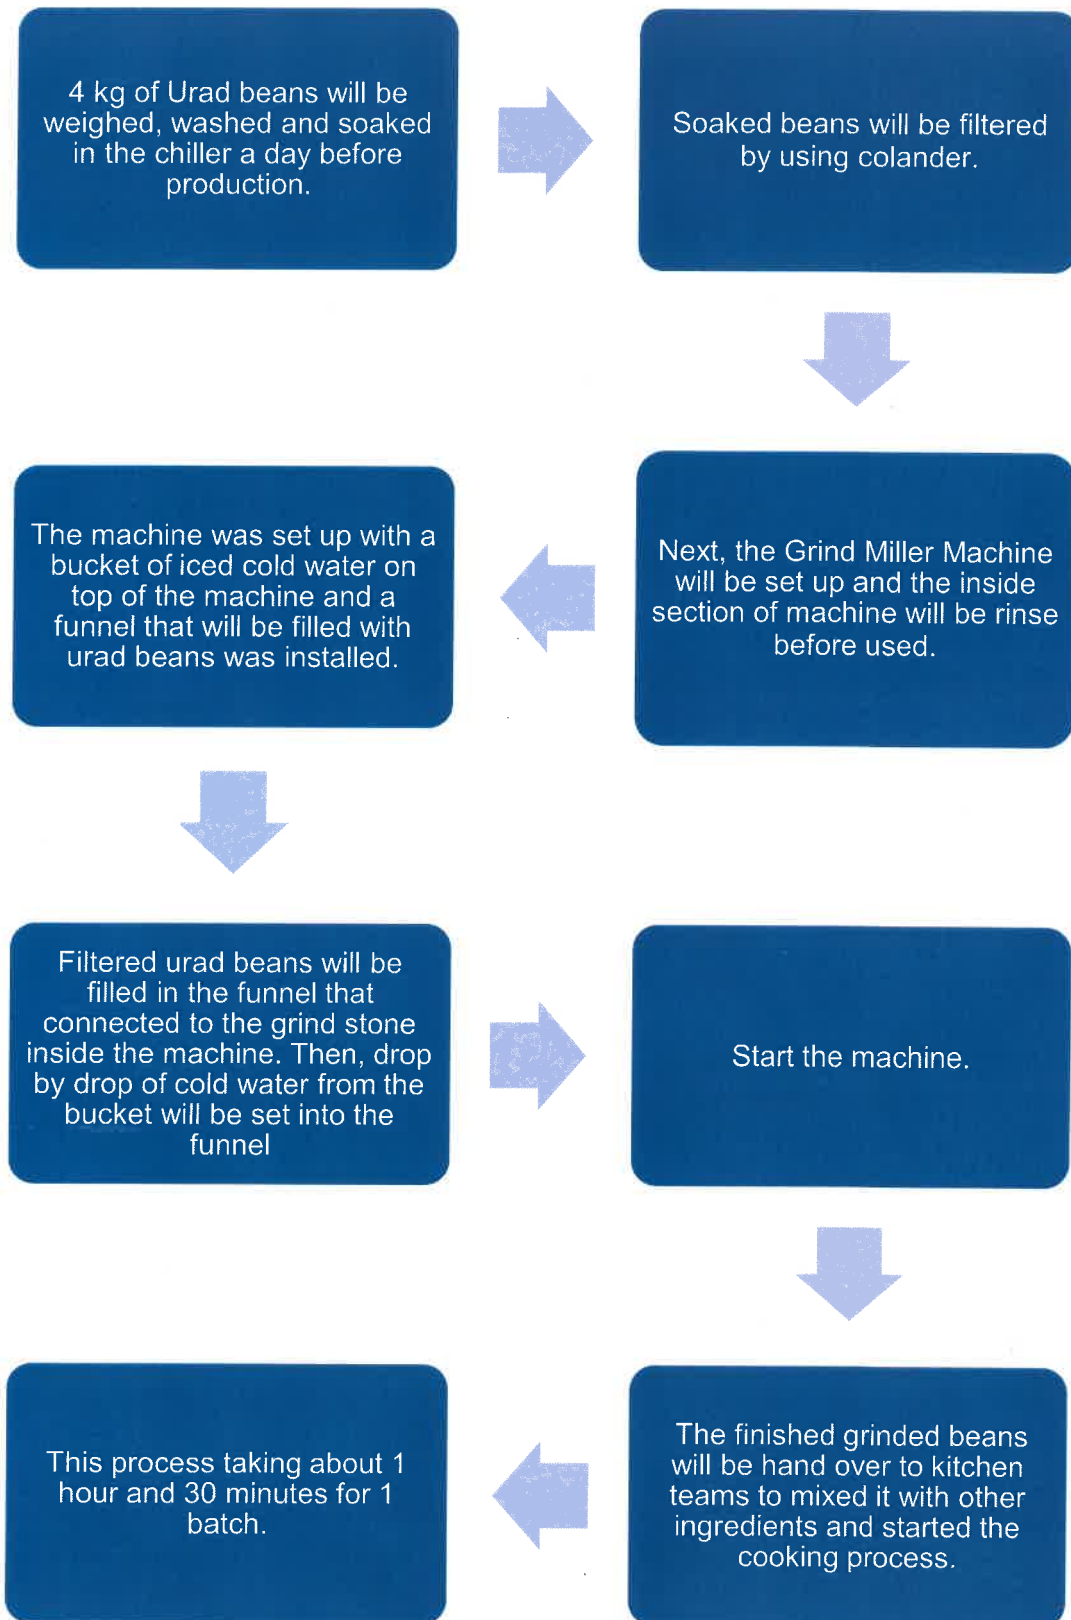 4 kg of Urad beans will be
weighed, washed and soaked
in the chiller a day before
production.
Soaked beans will be filtered
by using colander.
Next, the Grind Miller Machine
will be set up and the inside
section of machine will be rinse
before used.
The machine was set up with a
bucket of iced cold water on
top of the machine and a
funnel that will be filled with
urad beans was installed.
Filtered urad beans will be
filled in the funnel that
connected to the grind stone
inside the machine. Then, drop
by drop of cold water from the
bucket will be set into the
funnel
Start the machine.
The finished grinded beans
will be hand over to kitchen
teams to mixed it with other
ingredients and started the
cooking process.
This process taking about 1
hour and 30 minutes for 1
batch.